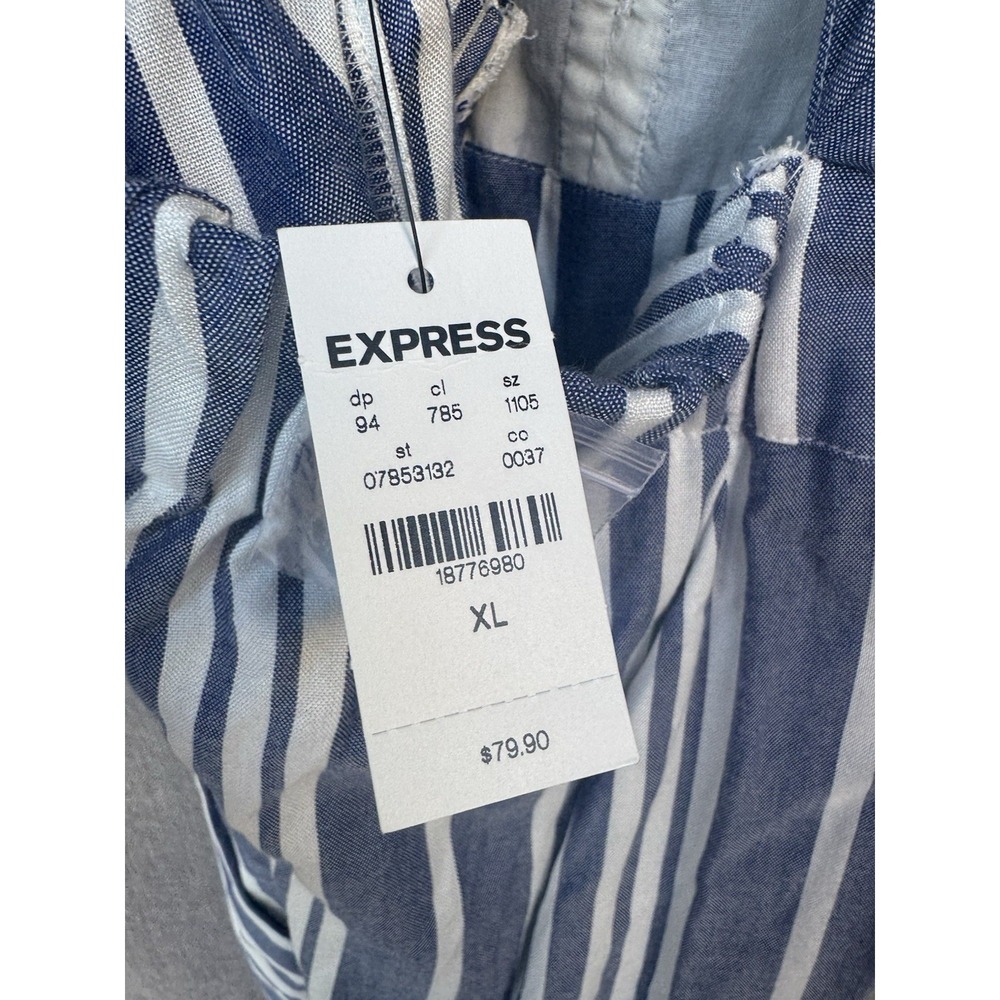 EXPRESS
dp cl sz
94 785 1105
st cc
07853132 0037
18776980
XL
$79.90